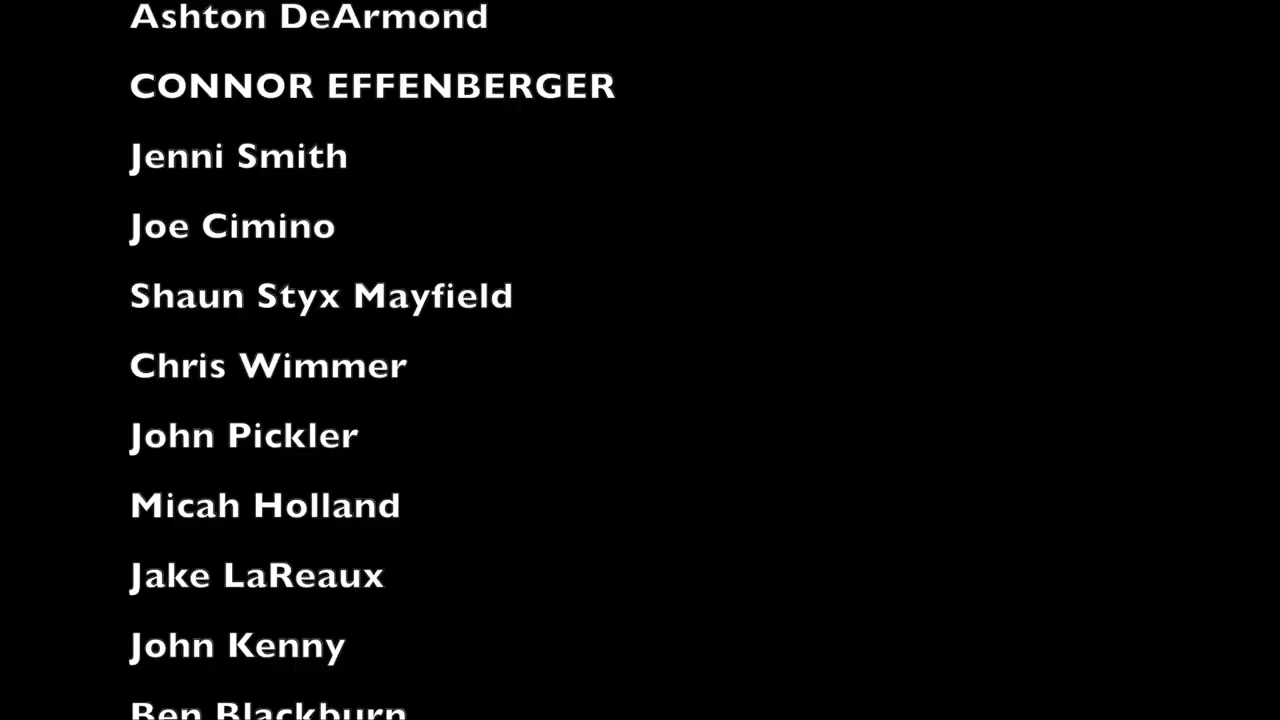 Ashton DeArmond
CONNOR EFFENBERGER
Jenni Smith
Joe Cimino
Shaun Styx Mayfield
Chris Wimmer
John Pickler
Micah Holland
Jake LaReaux
John Kenny
Ben Blackburn